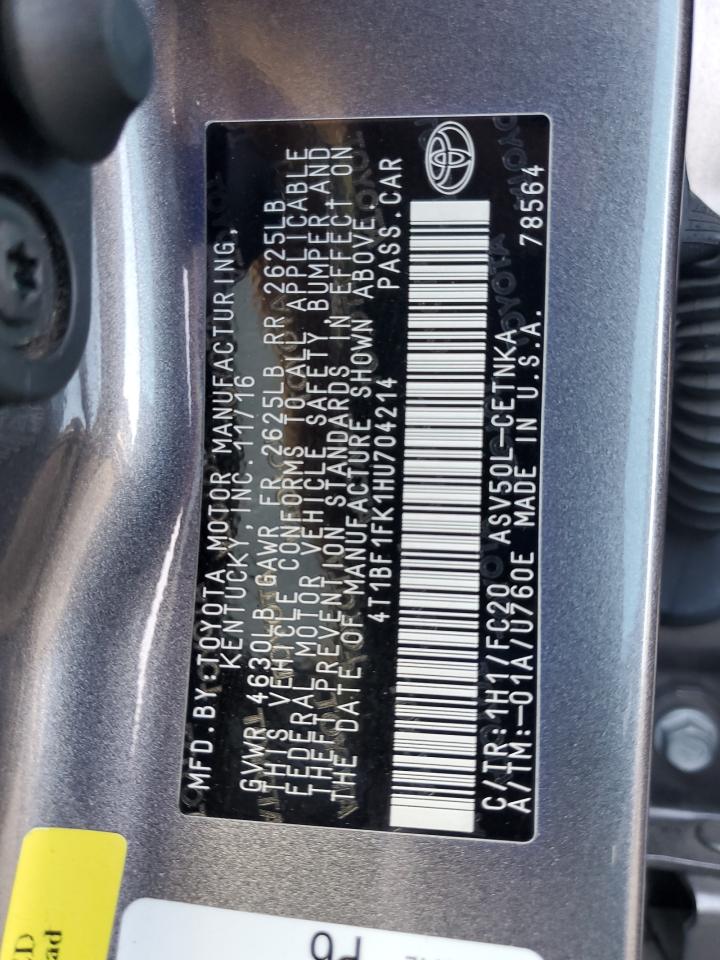 MFD.BY:TOYOTA MOTOR MANUFACTURING,
KENTUCKY,INC. 11/16
GVWR 4630LB GAWR FR 2625LB RR 2625LB
THIS VEHICLE CONFORMS TO ALL APPLICABLE
FEDERAL MOTOR VEHICLE SAFETY, BUMPER AND
THEFT PREVENTION STANDARDS IN EFFECT ON
THE DATE OF MANUFACTURE SHOWN ABOVE.
4T1BF1FK1HU704214 PASS.CAR
C/TR:1H1/FC20 ASV50L-CETNKA
A/TM:-01A/U760E MADE IN U.S.A. 78564
P6